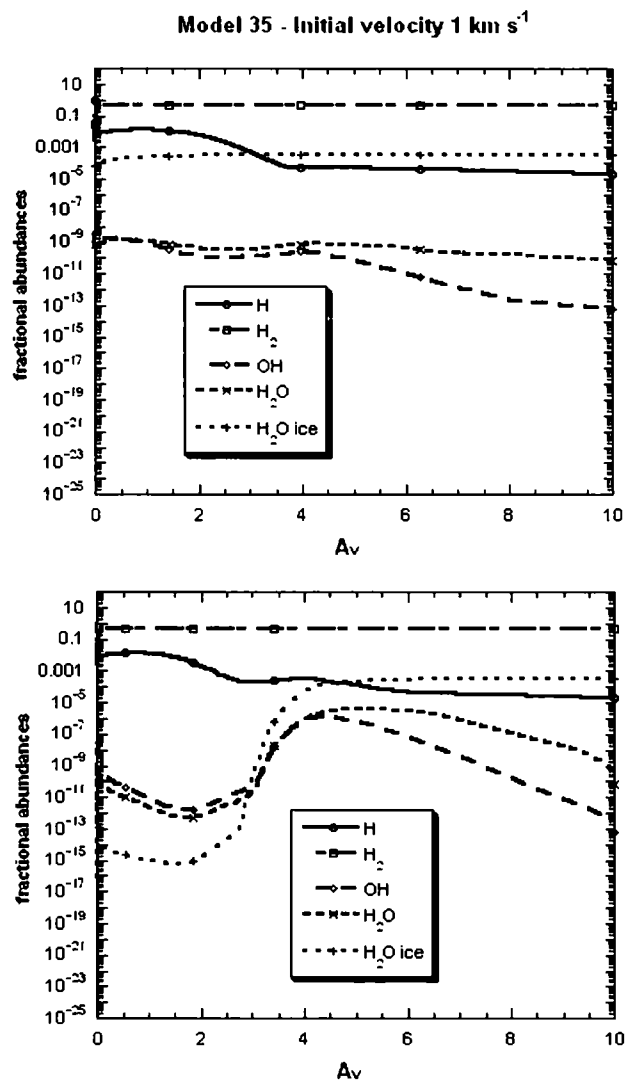 Model 35 - Initial velocity 1 km s⁻¹
fractional abundances
10
0.1
0.001
10⁻⁵
10⁻⁷
10⁻⁹
10⁻¹¹
10⁻¹³
10⁻¹⁵
10⁻¹⁷
10⁻¹⁹
10⁻²¹
10⁻²³
10⁻²⁵
H
H₂
OH
H₂O
H₂O ice
0 2 4 6 8 10
Aᵥ
fractional abundances
10
0.1
0.001
10⁻⁵
10⁻⁷
10⁻⁹
10⁻¹¹
10⁻¹³
10⁻¹⁵
10⁻¹⁷
10⁻¹⁹
10⁻²¹
10⁻²³
10⁻²⁵
H
H₂
OH
H₂O
H₂O ice
0 2 4 6 8 10
Aᵥ